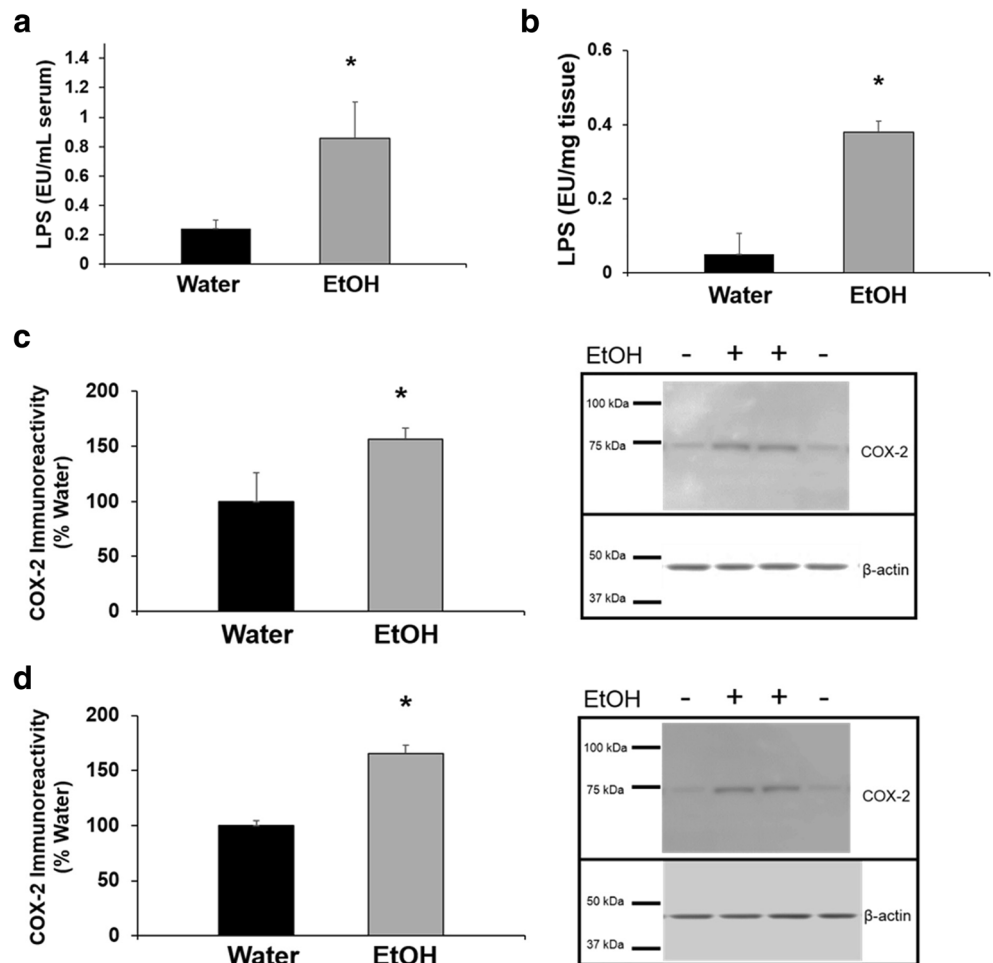 a
LPS (EU/mL serum)
1.4
1.2
1
0.8
0.6
0.4
0.2
0
*
Water
EtOH
b
LPS (EU/mg tissue)
0.6
0.4
0.2
0
*
Water
EtOH
c
COX-2 Immunoreactivity
(% Water)
200
150
100
50
0
*
Water
EtOH
EtOH - + + -
100 kDa
75 kDa
COX-2
50 kDa
37 kDa
β-actin
d
COX-2 Immunoreactivity
(% Water)
200
150
100
50
0
*
Water
EtOH
EtOH - + + -
100 kDa
75 kDa
COX-2
50 kDa
37 kDa
β-actin